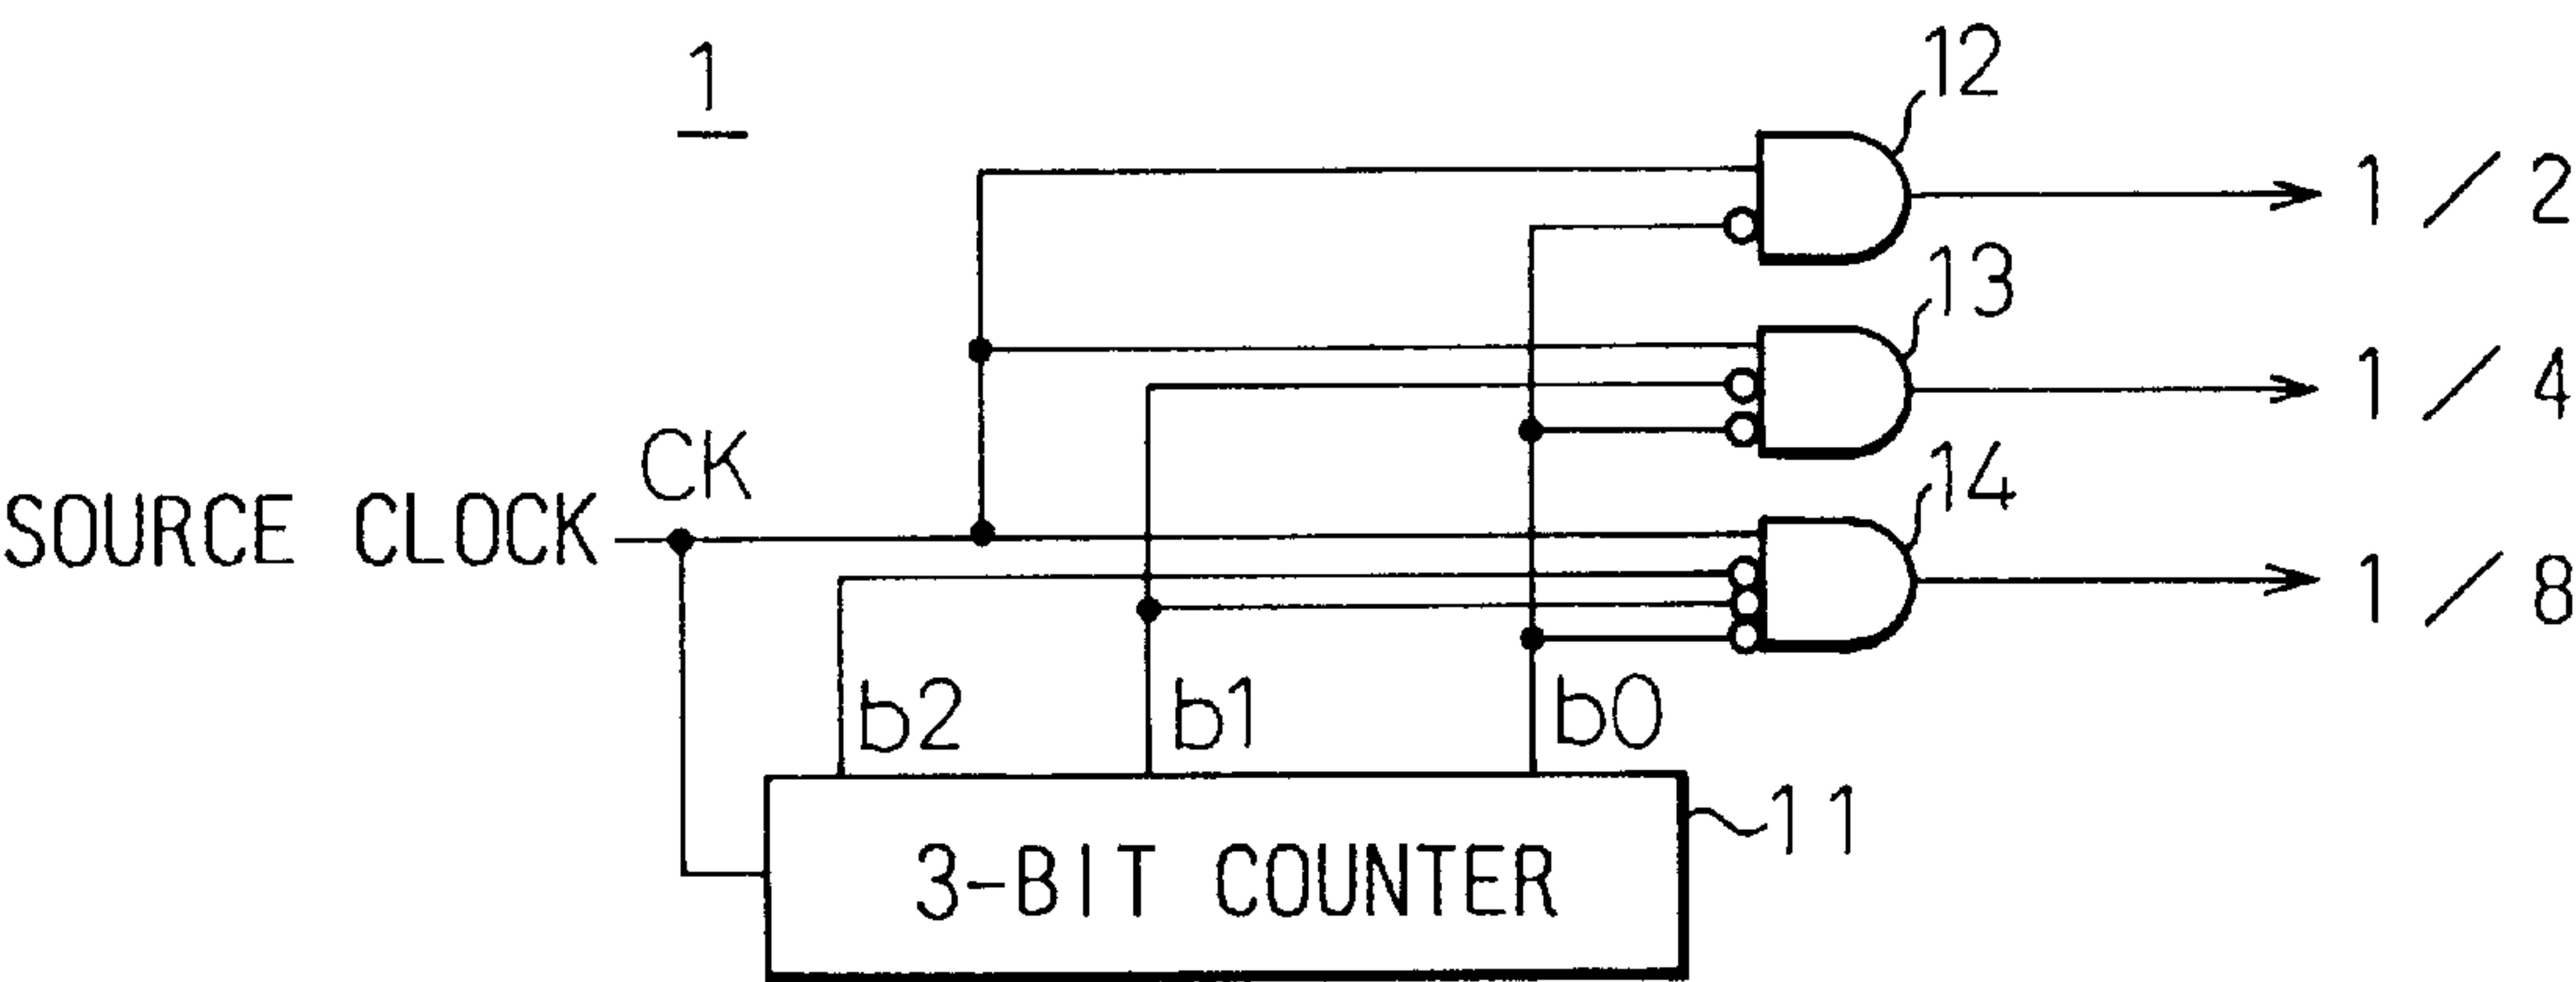 1
12
1/2
13
1/4
CK
14
SOURCE CLOCK
1/8
b2 b1 b0
11
3-BIT COUNTER